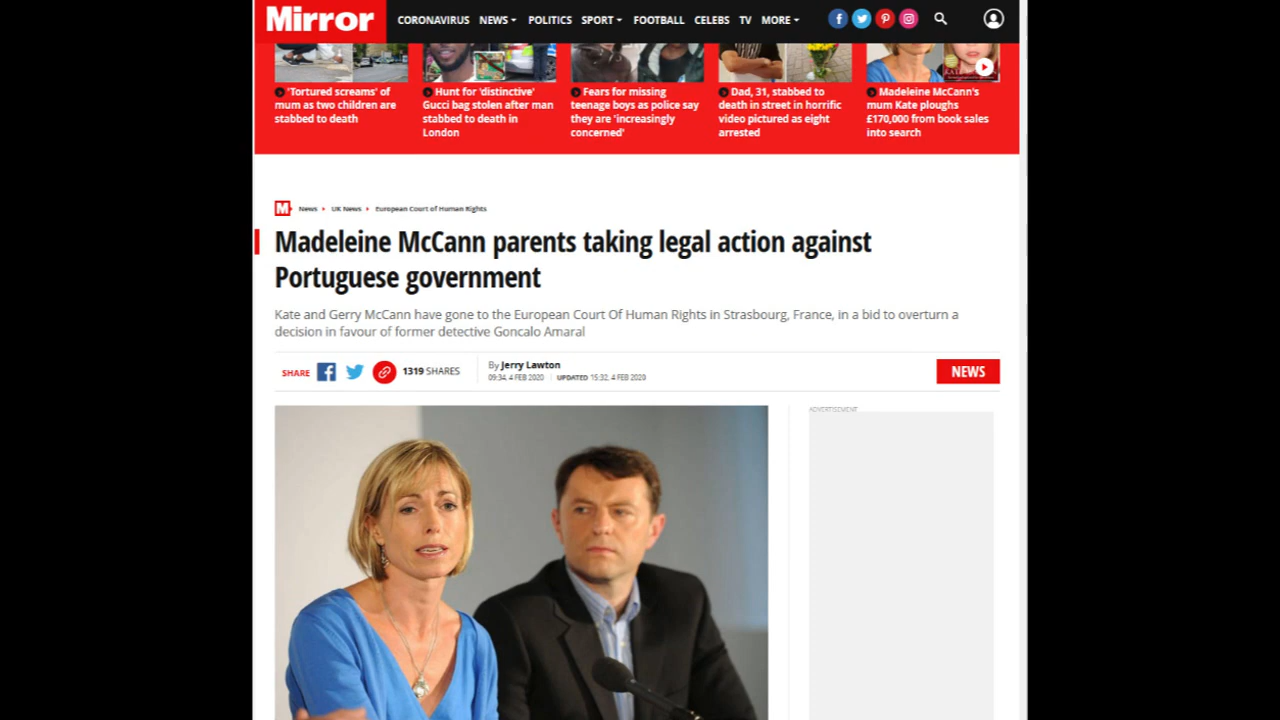 Mirror
CORONAVIRUS NEWS POLITICS SPORT FOOTBALL CELEBS TV MORE
'Tortured screams' of
mum as two children are
stabbed to death
Hunt for 'distinctive'
Gucci bag stolen after man
stabbed to death in
London
Fears for missing
teenage boys as police say
they are 'increasingly
concerned'
Dad, 31, stabbed to
death in street in horrific
video pictured as eight
arrested
Madeleine McCann's
mum Kate ploughs
£170,000 from book sales
into search
M News UK News European Court of Human Rights
Madeleine McCann parents taking legal action against
Portuguese government
Kate and Gerry McCann have gone to the European Court Of Human Rights in Strasbourg, France, in a bid to overturn a
decision in favour of former detective Goncalo Amaral
SHARE 1319 SHARES
By Jerry Lawton
09:34, 4 FEB 2020 | UPDATED 15:32, 4 FEB 2020
NEWS
ADVERTISEMENT